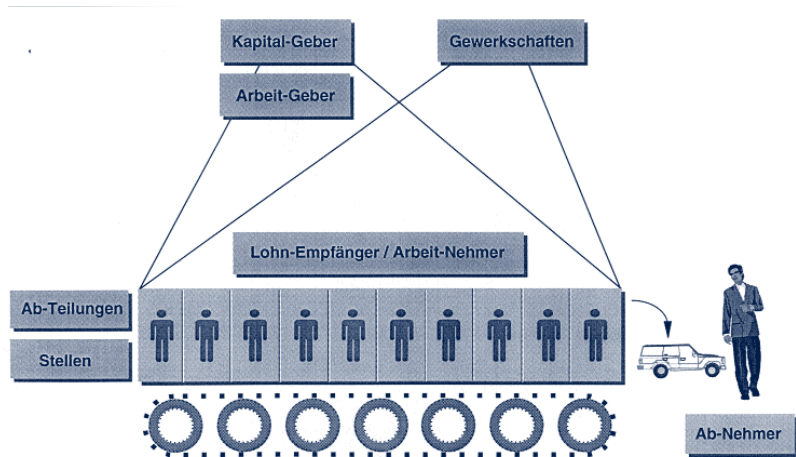 Kapital-Geber
Gewerkschaften
Arbeit-Geber
Lohn-Empfänger / Arbeit-Nehmer
Ab-Teilungen
Stellen
Ab-Nehmer